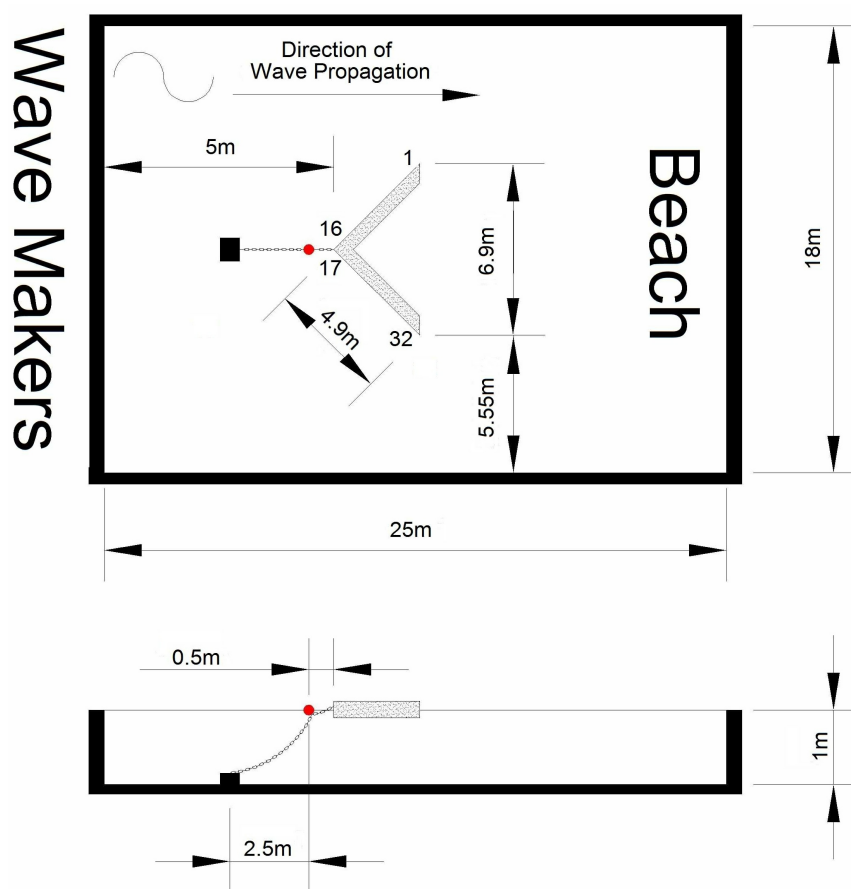 Wave Makers
Direction of
Wave Propagation
5m
1
16
17
32
4.9m
6.9m
5.55m
Beach
18m
25m
0.5m
1m
2.5m